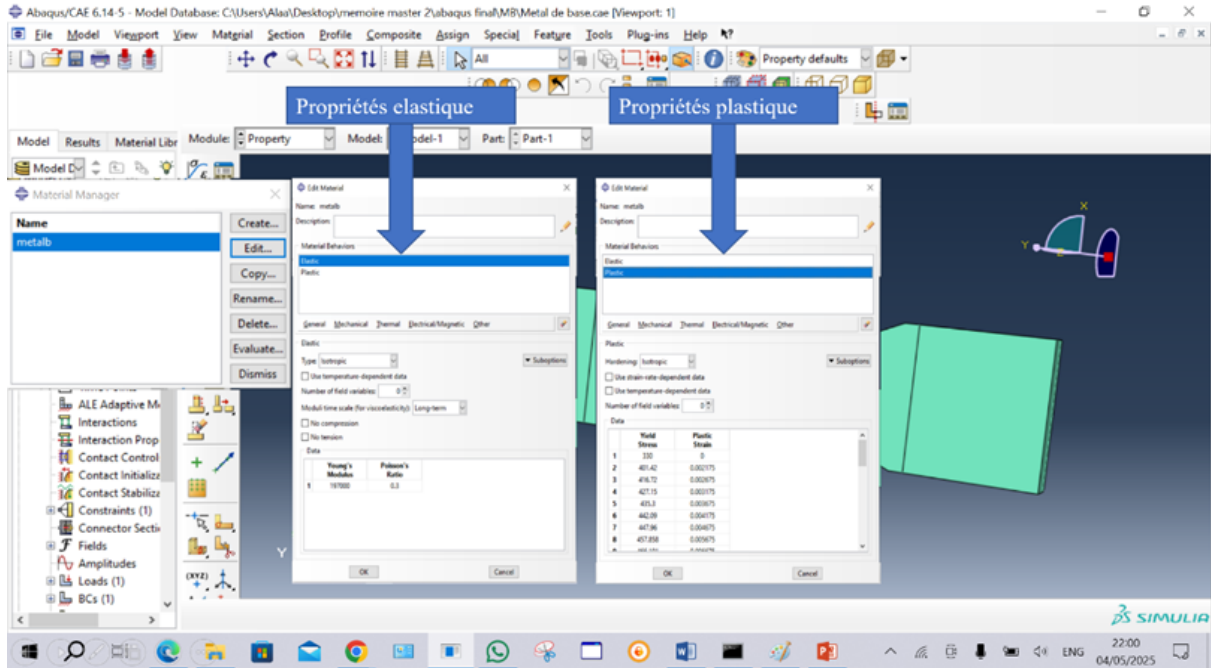 Abaqus/CAE 6.14-5 - Model Database: C:\Users\Alaa\Desktop\memoire master 2\abaqus final\MB\Metal de base.cae [Viewport: 1]
File Model Viewport View Material Section Profile Composite Assign Special Feature Tools Plug-ins Help
All Property defaults
Propriétés elastique Propriétés plastique
Model Results Material Libr Module: Property Model: odel-1 Part: Part-1
Model D
Material Manager
Name
metalb
Create...
Edit...
Copy...
Rename...
Delete...
Evaluate...
Dismiss
ALE Adaptive M
Interactions
Interaction Prop
Contact Control
Contact Initializa
Contact Stabiliza
Constraints (1)
Connector Secti
Fields
Amplitudes
Loads (1)
BCs (1)
(XYZ)
Edit Material
Name: metalb
Description:
Material Behaviors
Elastic
Plastic
General Mechanical Thermal Electrical/Magnetic Other
Elastic
Type: Isotropic Suboptions
Use temperature-dependent data
Number of field variables: 0
Moduli time scale (for viscoelasticity): Long-term
No compression
No tension
Data
Young's Modulus Poisson's Ratio
1 197000 0.3
OK Cancel
Edit Material
Name: metalb
Description:
Material Behaviors
Elastic
Plastic
General Mechanical Thermal Electrical/Magnetic Other
Plastic
Hardening: Isotropic Suboptions
Use strain-rate-dependent data
Use temperature-dependent data
Number of field variables: 0
Data
Yield Stress Plastic Strain
1 330 0
2 401.42 0.002175
3 416.72 0.002675
4 427.15 0.003175
5 435.3 0.003675
6 442.09 0.004175
7 447.96 0.004675
8 457.858 0.005675
OK Cancel
X
Y
Z
Y
SIMULIA
ENG
22:00
04/05/2025